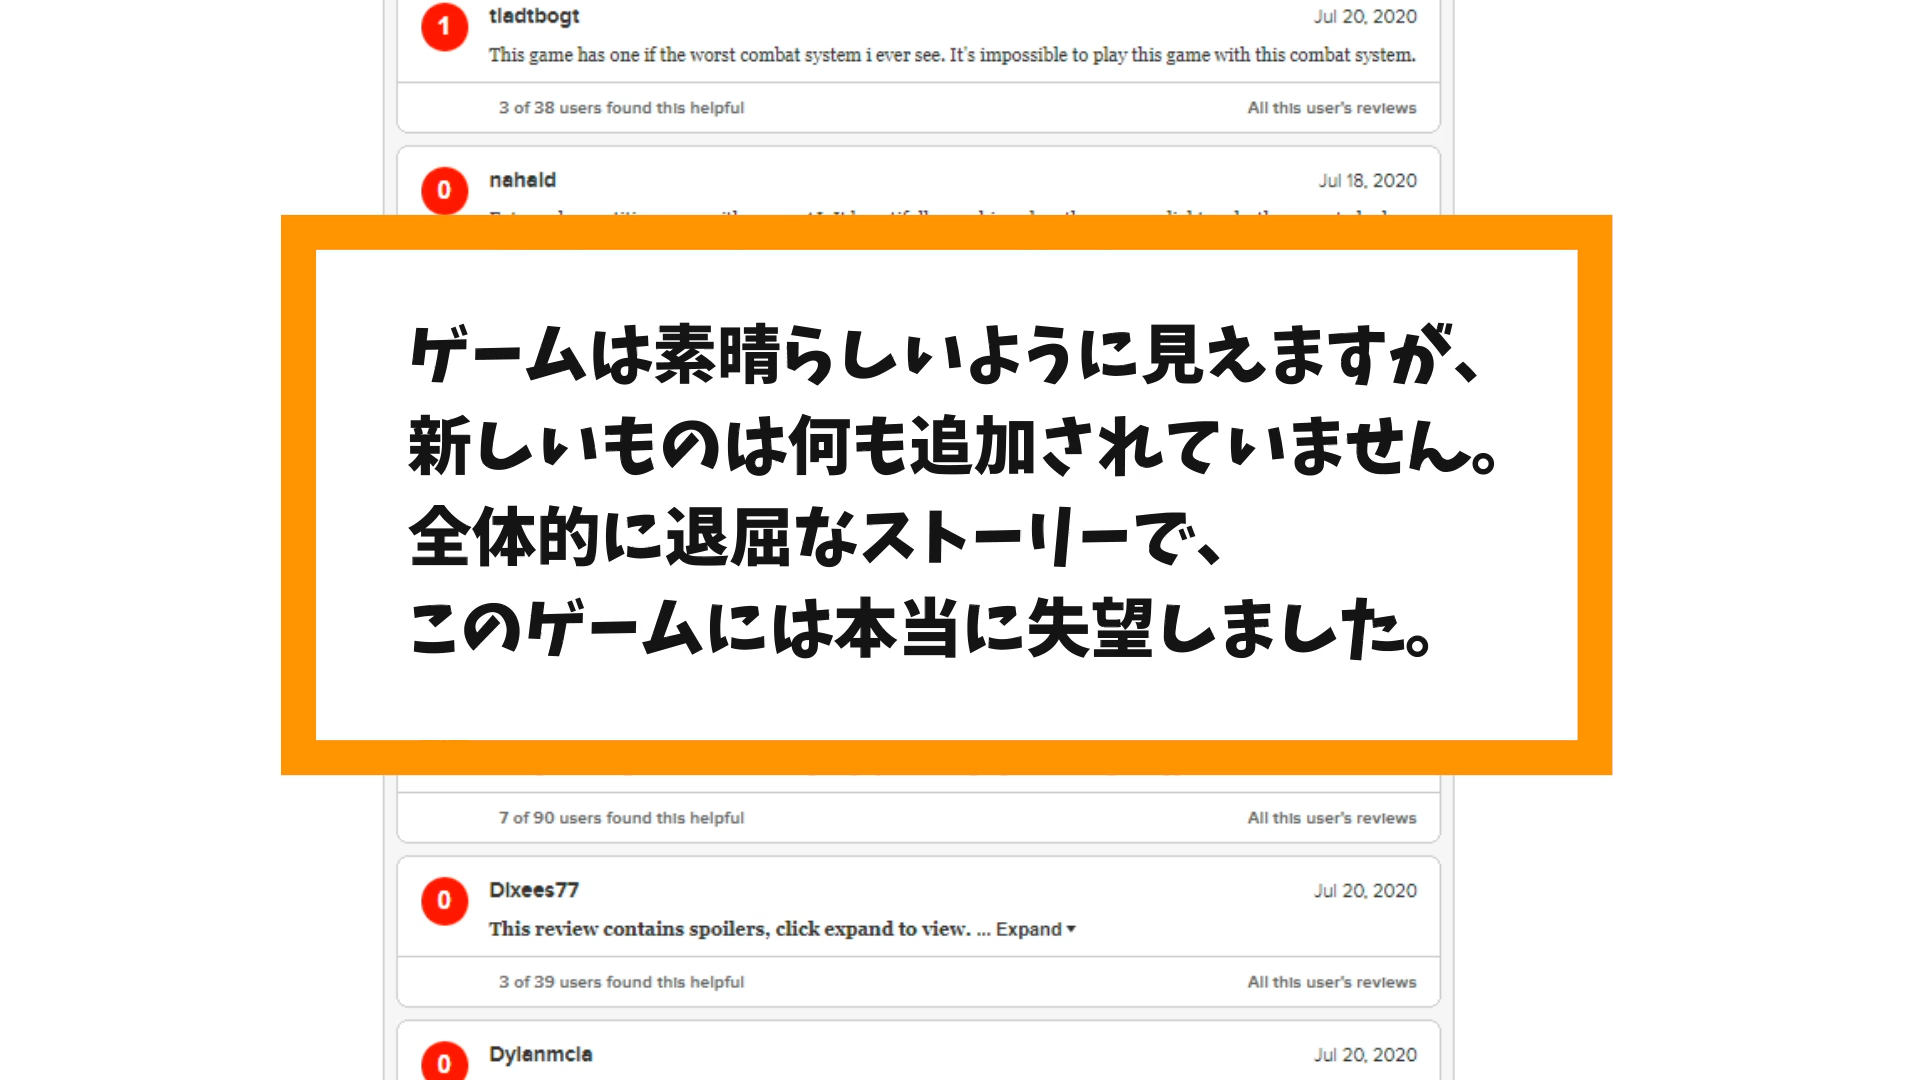 1 tladtbogt Jul 20, 2020
This game has one if the worst combat system i ever see. It's impossible to play this game with this combat system.
3 of 38 users found this helpful All this user's reviews
0 nahald Jul 18, 2020
ゲームは素晴らしいように見えますが、
新しいものは何も追加されていません。
全体的に退屈なストーリーで、
このゲームには本当に失望しました。
7 of 90 users found this helpful All this user's reviews
0 Dixees77 Jul 20, 2020
This review contains spoilers, click expand to view. ... Expand ▾
3 of 39 users found this helpful All this user's reviews
0 Dylanmcla Jul 20, 2020